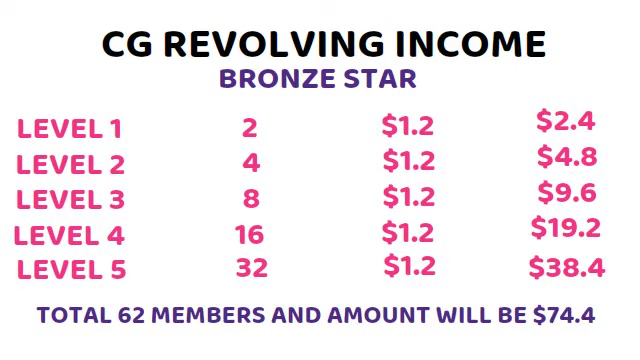 CG REVOLVING INCOME
BRONZE STAR
LEVEL 1 2 $1.2 $2.4
LEVEL 2 4 $1.2 $4.8
LEVEL 3 8 $1.2 $9.6
LEVEL 4 16 $1.2 $19.2
LEVEL 5 32 $1.2 $38.4
TOTAL 62 MEMBERS AND AMOUNT WILL BE $74.4